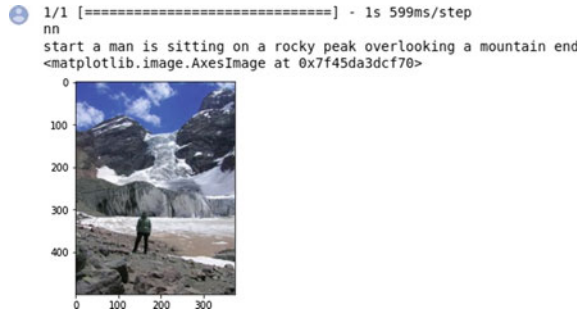 1/1 [==============================] - 1s 599ms/step
nn
start a man is sitting on a rocky peak overlooking a mountain end
<matplotlib.image.AxesImage at 0x7f45da3dcf70>
0
100
200
300
400
0 100 200 300